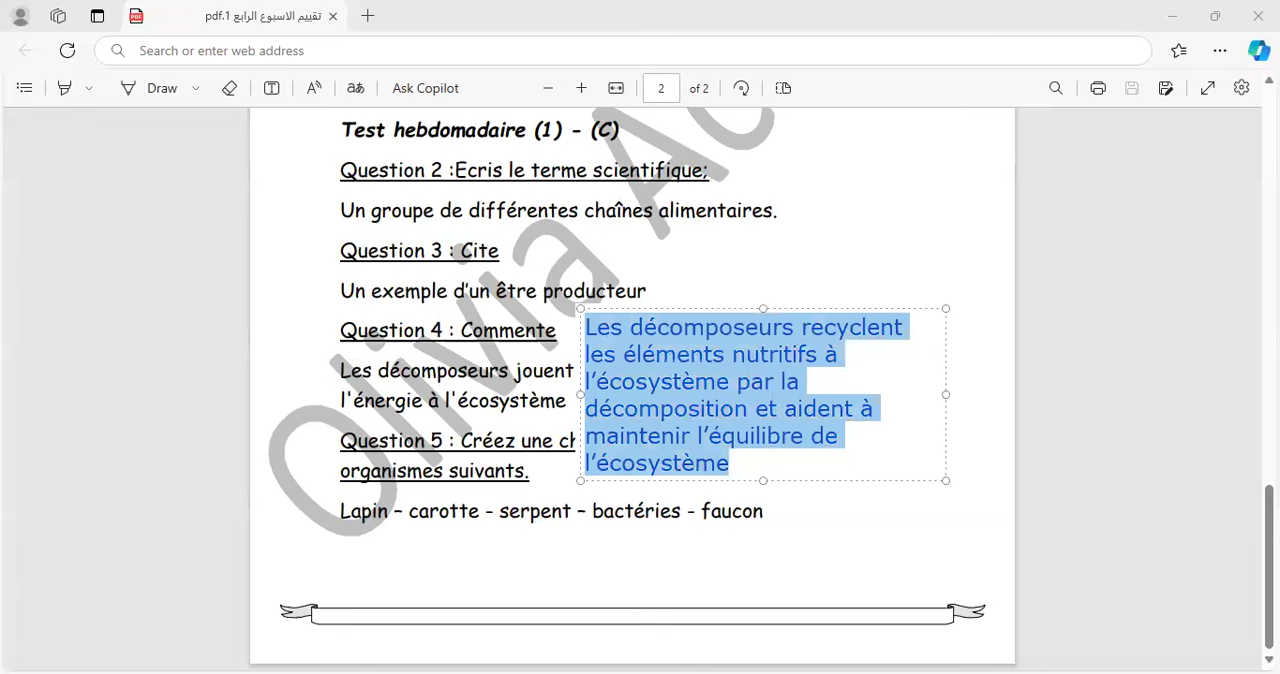 تقييم الاسبوع الرابع 1.pdf
Search or enter web address
Draw
Ask Copilot
2 of 2
Test hebdomadaire (1) - (C)
Question 2 :Ecris le terme scientifique;
Un groupe de différentes chaînes alimentaires.
Question 3 : Cite
Un exemple d'un être producteur
Question 4 : Commente
Les décomposeurs jouent
l'énergie à l'écosystème
Question 5 : Créez une
organismes suivants.
Lapin – carotte - serpent – bactéries - faucon
Les décomposeurs recyclent
les éléments nutritifs à
l’écosystème par la
décomposition et aident à
maintenir l’équilibre de
l’écosystème
Olivia